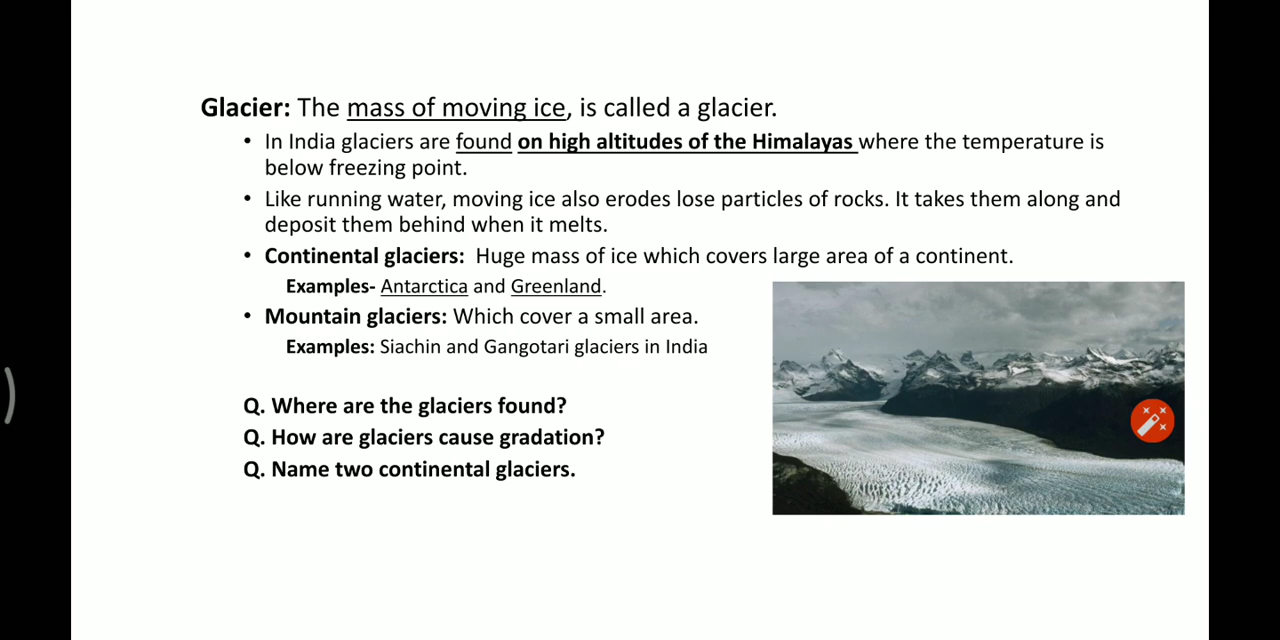 Glacier: The mass of moving ice, is called a glacier.
• In India glaciers are found on high altitudes of the Himalayas where the temperature is
below freezing point.
• Like running water, moving ice also erodes lose particles of rocks. It takes them along and
deposit them behind when it melts.
• Continental glaciers:  Huge mass of ice which covers large area of a continent.
Examples- Antarctica and Greenland.
• Mountain glaciers: Which cover a small area.
Examples: Siachin and Gangotari glaciers in India
Q. Where are the glaciers found?
Q. How are glaciers cause gradation?
Q. Name two continental glaciers.